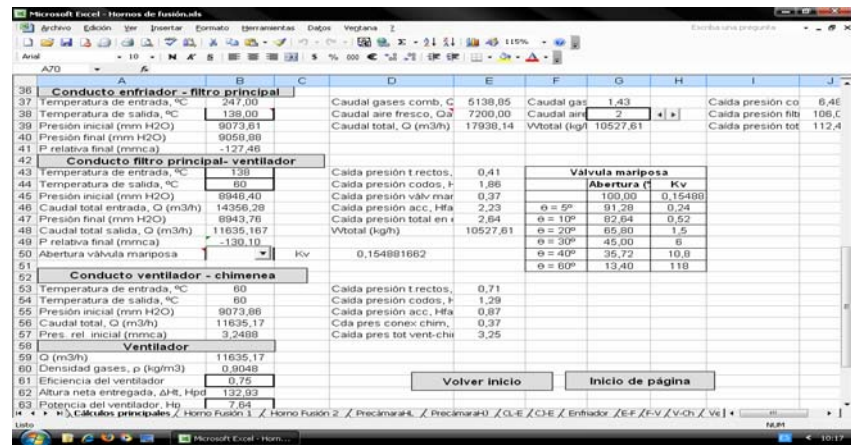 Microsoft Excel - Hornos de fusión.xls
Archivo Edición Ver Insertar Formato Herramientas Datos Ventana ?
Escriba una pregunta
115%
Arial 10 N K S
A70 fx
A B C D E F G H I J
36 Conducto enfriador - filtro principal
37 Temperatura de entrada, ºC 247,00 Caudal gases comb, Q 5138,85 Caudal gas 1,43 Caída presión co 6,48
38 Temperatura de salida, ºC 138,00 Caudal aire fresco, Qa 7200,00 Caudal aire 2 Caída presión filt
39 Presión inicial (mm H2O) 9073,61 Caudal total, Q (m3/h) 17938,14 Wtotal (kg/l 10527,61 Caída presión tot 112,4
40 Presión final (mm H2O) 9058,88
41 P relativa final (mmca) -127,46
42 Conducto filtro principal- ventilador
43 Temperatura de entrada, ºC 138 Caída presión t.rectos, 0,41 Válvula mariposa
44 Temperatura de salida, ºC 60 Caída presión codos, H 1,86 Abertura (º Kv
45 Presión inicial (mm H2O) 8946,40 Caída presión válv mar 0,37 100,00 0,15488
46 Caudal total entrada, Q (m3/h) 14356,28 Caída presión acc, Hfa 2,23 θ = 5º 91,28 0,24
47 Presión final (mm H2O) 8943,76 Caída presión total en 2,64 θ = 10º 82,64 0,52
48 Caudal total salida, Q (m3/h) 11635,167 Wtotal (kg/h) 10527,61 θ = 20º 65,80 1,5
49 P relativa final (mmca) -130,10 θ = 30º 45,00 6
50 Abertura válvula mariposa Kv 0,154881662 θ = 40º 35,72 10,8
51 θ = 60º 13,40 118
52 Conducto ventilador - chimenea
53 Temperatura de entrada, ºC 60 Caída presión t.rectos, 0,71
54 Temperatura de salida, ºC 60 Caída presión codos, H 1,29
55 Presión inicial (mm H2O) 9073,86 Caída presión acc, Hfa 0,87
56 Caudal total, Q (m3/h) 11635,17 Cda pres conex chim, 0,37
57 Pres. rel. inicial (mmca) 3,2488 Caída pres tot vent-chi 3,25
58 Ventilador
59 Q (m3/h) 11635,17
60 Densidad gases, ρ (kg/m3) 0,9048
61 Eficiencia del ventilador 0,75 Volver inicio Inicio de página
62 Altura neta entregada, ΔHt, Hpd 132,93
63 Potencia del ventilador, Hp 7,64
Cálculos principales / Horno Fusión 1 / Horno Fusión 2 / PrecámaraHL / PrecámaraHJ / CL-E / CJ-E / Enfriador / E-F / F-V / V-Ch / Ve
Listo NUM
Microsoft Excel - Horn... 10:17